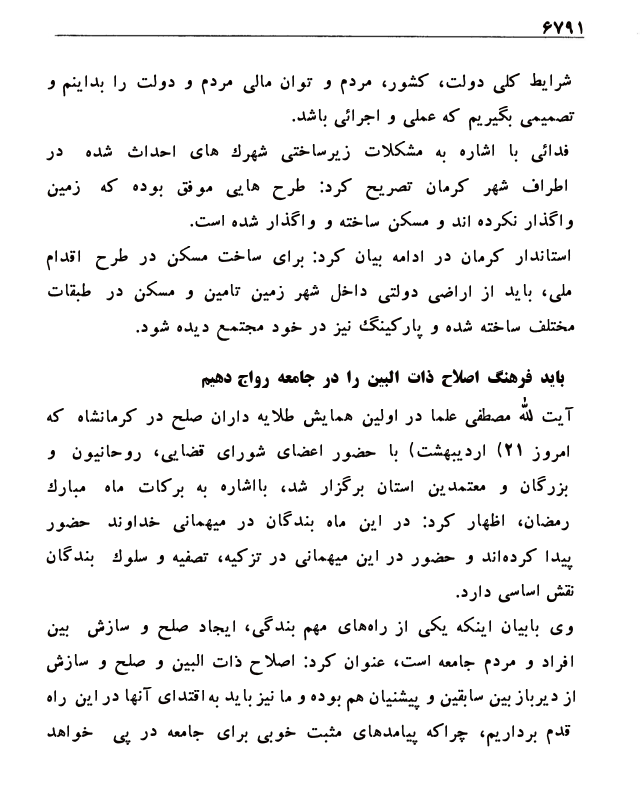 ۶۷۹۱
شرایط کلی دولت، کشور، مردم و توان مالی مردم و دولت را بدانیم و
تصمیمی بگیریم که عملی و اجرائی باشد.
فدائی با اشاره به مشکلات زیرساختی شهرك های احداث شده در
اطراف شهر کرمان تصریح کرد: طرح هایی موفق بوده که زمین
واگذار نکرده اند و مسکن ساخته و واگذار شده است.
استاندار کرمان در ادامه بیان کرد: برای ساخت مسکن در طرح اقدام
ملی، باید از اراضی دولتی داخل شهر زمین تامین و مسکن در طبقات
مختلف ساخته شده و پارکینگ نیز در خود مجتمع دیده شود.
باید فرهنگ اصلاح ذات البین را در جامعه رواج دهیم
آیت لله مصطفی علما در اولین همایش طلایه داران صلح در کرمانشاه که
امروز ۲۱) اردیبهشت) با حضور اعضای شورای قضایی، روحانیون و
بزرگان و معتمدین استان برگزار شد، بااشاره به برکات ماه مبارك
رمضان، اظهار کرد: در این ماه بندگان در میهمانی خداوند حضور
پیدا کرده‌اند و حضور در این میهمانی در تزکیه، تصفیه و سلوك بندگان
نقش اساسی دارد.
وی بابیان اینکه یکی از راه‌های مهم بندگی، ایجاد صلح و سازش بین
افراد و مردم جامعه است، عنوان کرد: اصلاح ذات البین و صلح و سازش
از دیرباز بین سابقین و پیشنیان هم بوده و ما نیز باید به اقتدای آنها در این راه
قدم برداریم، چراکه پیامدهای مثبت خوبی برای جامعه در پی خواهد